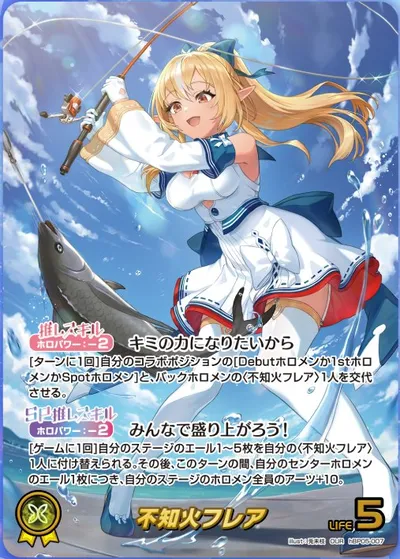 推しスキル
ホロパワー:-2 キミの力になりたいから
[ターンに1回]自分のコラボポジションの[Debutホロメンか1stホロ
メンかSpotホロメン]と、バックホロメンの〈不知火フレア〉1人を交代
させる。
SP推しスキル
ホロパワー:-2 みんなで盛り上がろう!
[ゲームに1回]自分のステージのエール1~5枚を自分の〈不知火フレア〉
1人に付け替えられる。その後、このターンの間、自分のセンターホロメン
のエール1枚につき、自分のステージのホロメン全員のアーツ+10。
不知火フレア
LIFE 5
illust:兎末枝 OUR hBP05-007